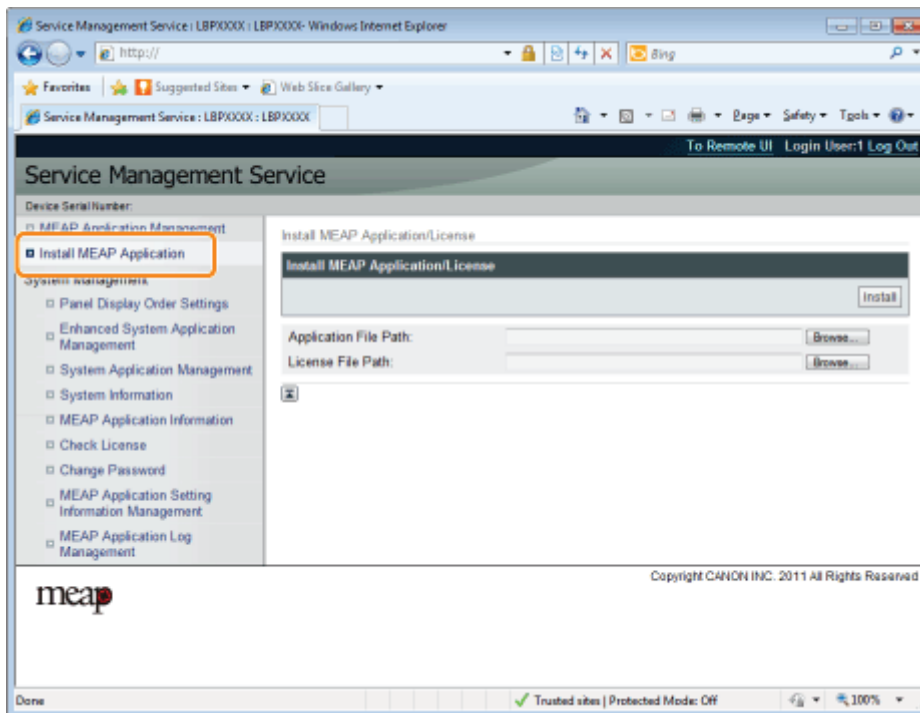 Service Management Service : LBPXXXX : LBPXXXX- Windows Internet Explorer
http://
Bing
Favorites
Suggested Sites
Web Slice Gallery
Service Management Service : LBPXXXX : LBPXXXX
Page
Safety
Tools
To Remote UI Login User:1 Log Out
Service Management Service
Device Serial Number:
MEAP Application Management
Install MEAP Application
System Management
Panel Display Order Settings
Enhanced System Application
Management
System Application Management
System Information
MEAP Application Information
Check License
Change Password
MEAP Application Setting
Information Management
MEAP Application Log
Management
Install MEAP Application/License
Install MEAP Application/License
Install
Application File Path:
Browse...
License File Path:
Browse...
Copyright CANON INC. 2011 All Rights Reserved
meap
Done
Trusted sites | Protected Mode: Off
100%